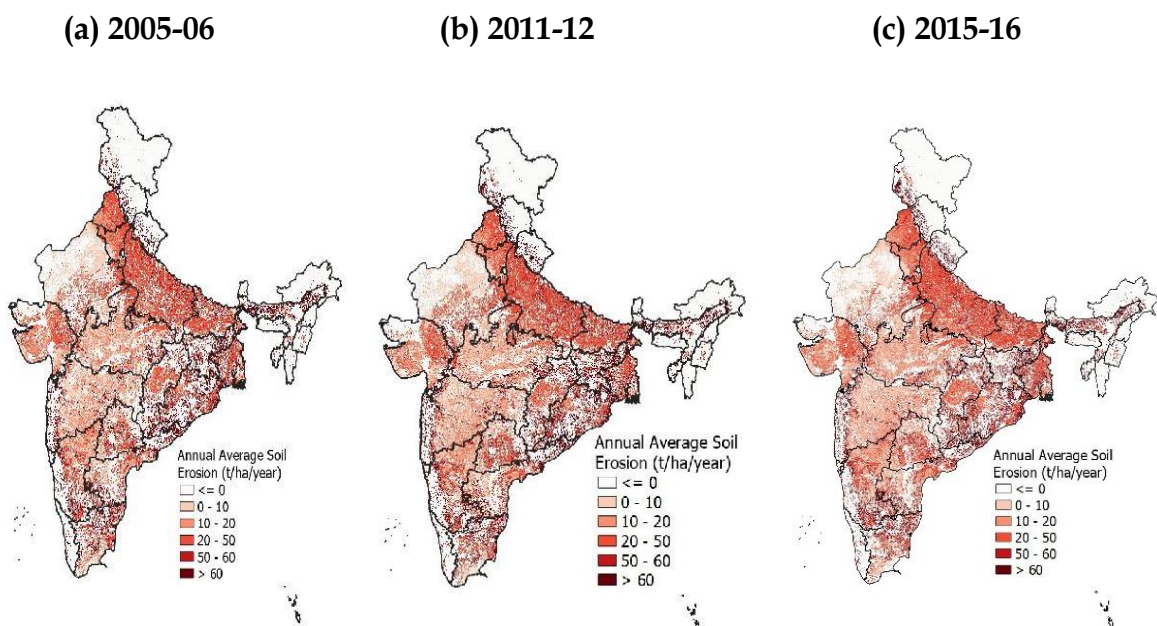 (a) 2005-06
(b) 2011-12
(c) 2015-16
Annual Average Soil
Erosion (t/ha/year)
<= 0
0 - 10
10 - 20
20 - 50
50 - 60
> 60
Annual Average Soil
Erosion (t/ha/year)
<= 0
0 - 10
10 - 20
20 - 50
50 - 60
> 60
Annual Average Soil
Erosion (t/ha/year)
<= 0
0 - 10
10 - 20
20 - 50
50 - 60
> 60